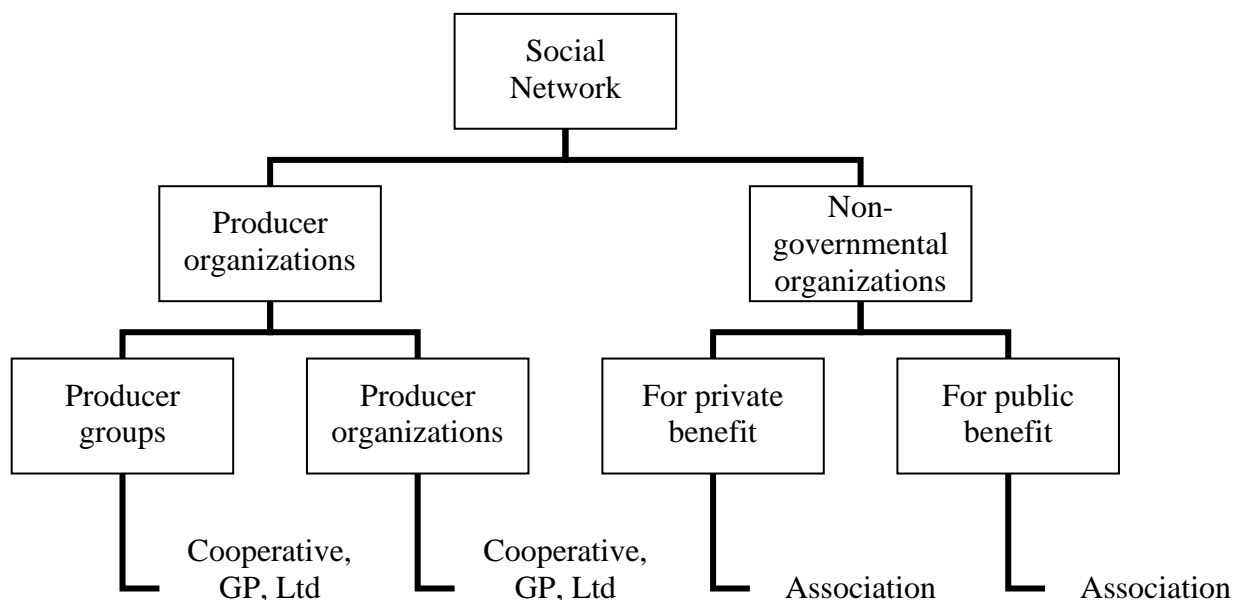 Social
Network
Producer
organizations
Non-
governmental
organizations
Producer
groups
Producer
organizations
For private
benefit
For public
benefit
Cooperative,
GP, Ltd
Cooperative,
GP, Ltd
Association
Association